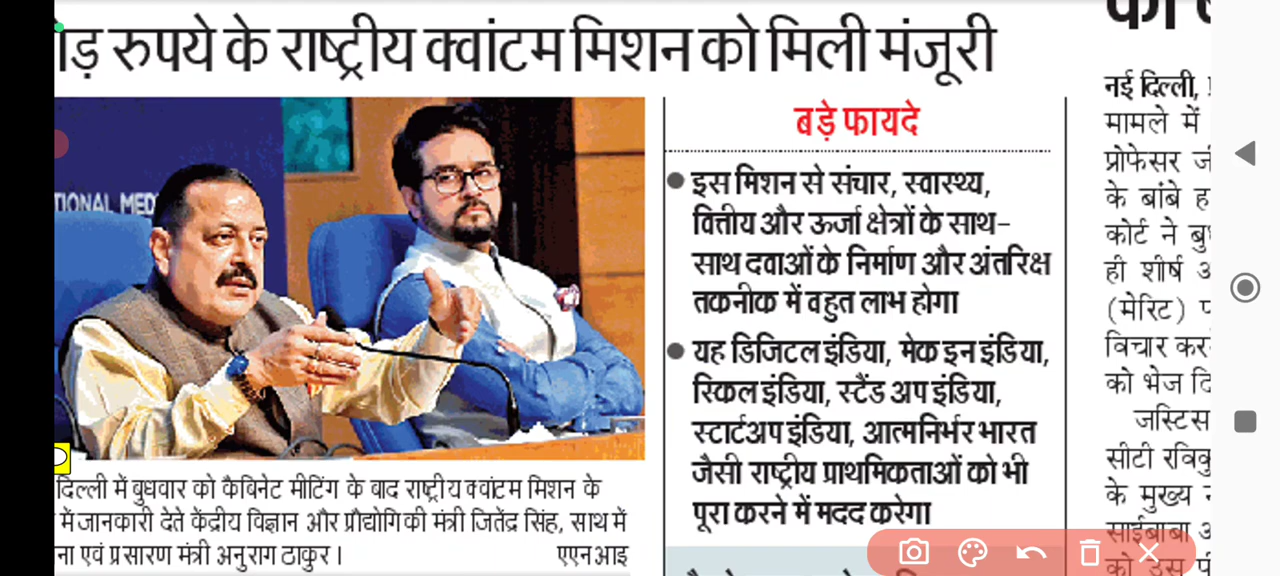 रुपये के राष्ट्रीय क्वांटम मिशन को मिली मंजूरी
TIONAL MED
बड़े फायदे
इस मिशन से संचार, स्वास्थ्य,
वित्तीय और ऊर्जा क्षेत्रों के साथ-
साथ दवाओं के निर्माण और अंतरिक्ष
तकनीक में बहुत लाभ होगा
यह डिजिटल इंडिया, मेक इन इंडिया,
स्किल इंडिया, स्टैंड अप इंडिया,
स्टार्टअप इंडिया, आत्मनिर्भर भारत
जैसी राष्ट्रीय प्राथमिकताओं को भी
पूरा करने में मदद करेगा
दिल्ली में बुधवार को कैबिनेट मीटिंग के बाद राष्ट्रीय क्वांटम मिशन के
में जानकारी देते केंद्रीय विज्ञान और प्रौद्योगिकी मंत्री जितेंद्र सिंह, साथ में
ना एवं प्रसारण मंत्री अनुराग ठाकुर ।
एएनआइ
नई दिल्ली,
मामले में
प्रोफेसर
के बांबे
कोर्ट ने
ही शीर्ष
(मेरिट)
विचार
को भेज
जस्टिस
सीटी
के मुख्य
साईबाबा
को उस